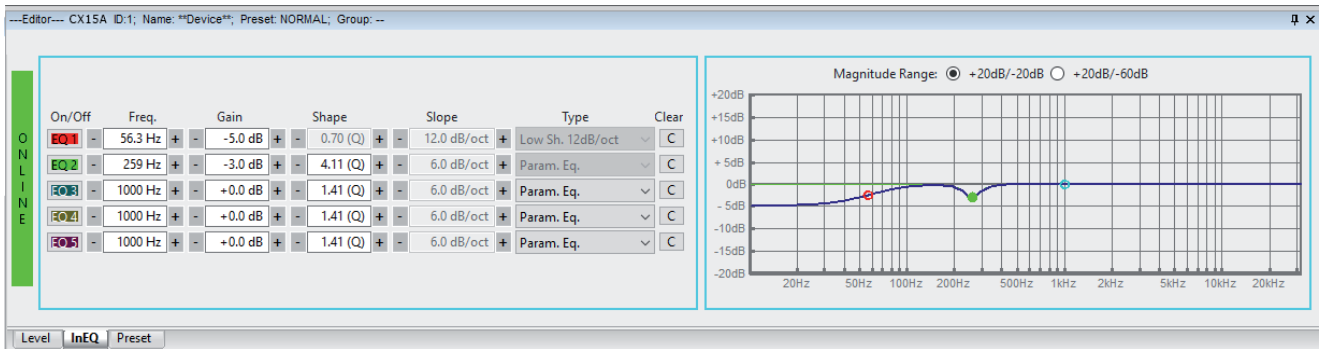 ---Editor--- CX15A ID:1; Name: **Device**; Preset: NORMAL; Group: --
ONLINE
On/Off Freq. Gain Shape Slope Type Clear
EQ 1 - 56.3 Hz + - -5.0 dB + - 0.70 (Q) + - 12.0 dB/oct + Low Sh. 12dB/oct C
EQ 2 - 259 Hz + - -3.0 dB + - 4.11 (Q) + - 6.0 dB/oct + Param. Eq. C
EQ 3 - 1000 Hz + - +0.0 dB + - 1.41 (Q) + - 6.0 dB/oct + Param. Eq. C
EQ 4 - 1000 Hz + - +0.0 dB + - 1.41 (Q) + - 6.0 dB/oct + Param. Eq. C
EQ 5 - 1000 Hz + - +0.0 dB + - 1.41 (Q) + - 6.0 dB/oct + Param. Eq. C
Magnitude Range: +20dB/-20dB +20dB/-60dB
+20dB
+15dB
+10dB
+ 5dB
0dB
- 5dB
-10dB
-15dB
-20dB
20Hz 50Hz 100Hz 200Hz 500Hz 1kHz 2kHz 5kHz 10kHz 20kHz
Level InEQ Preset